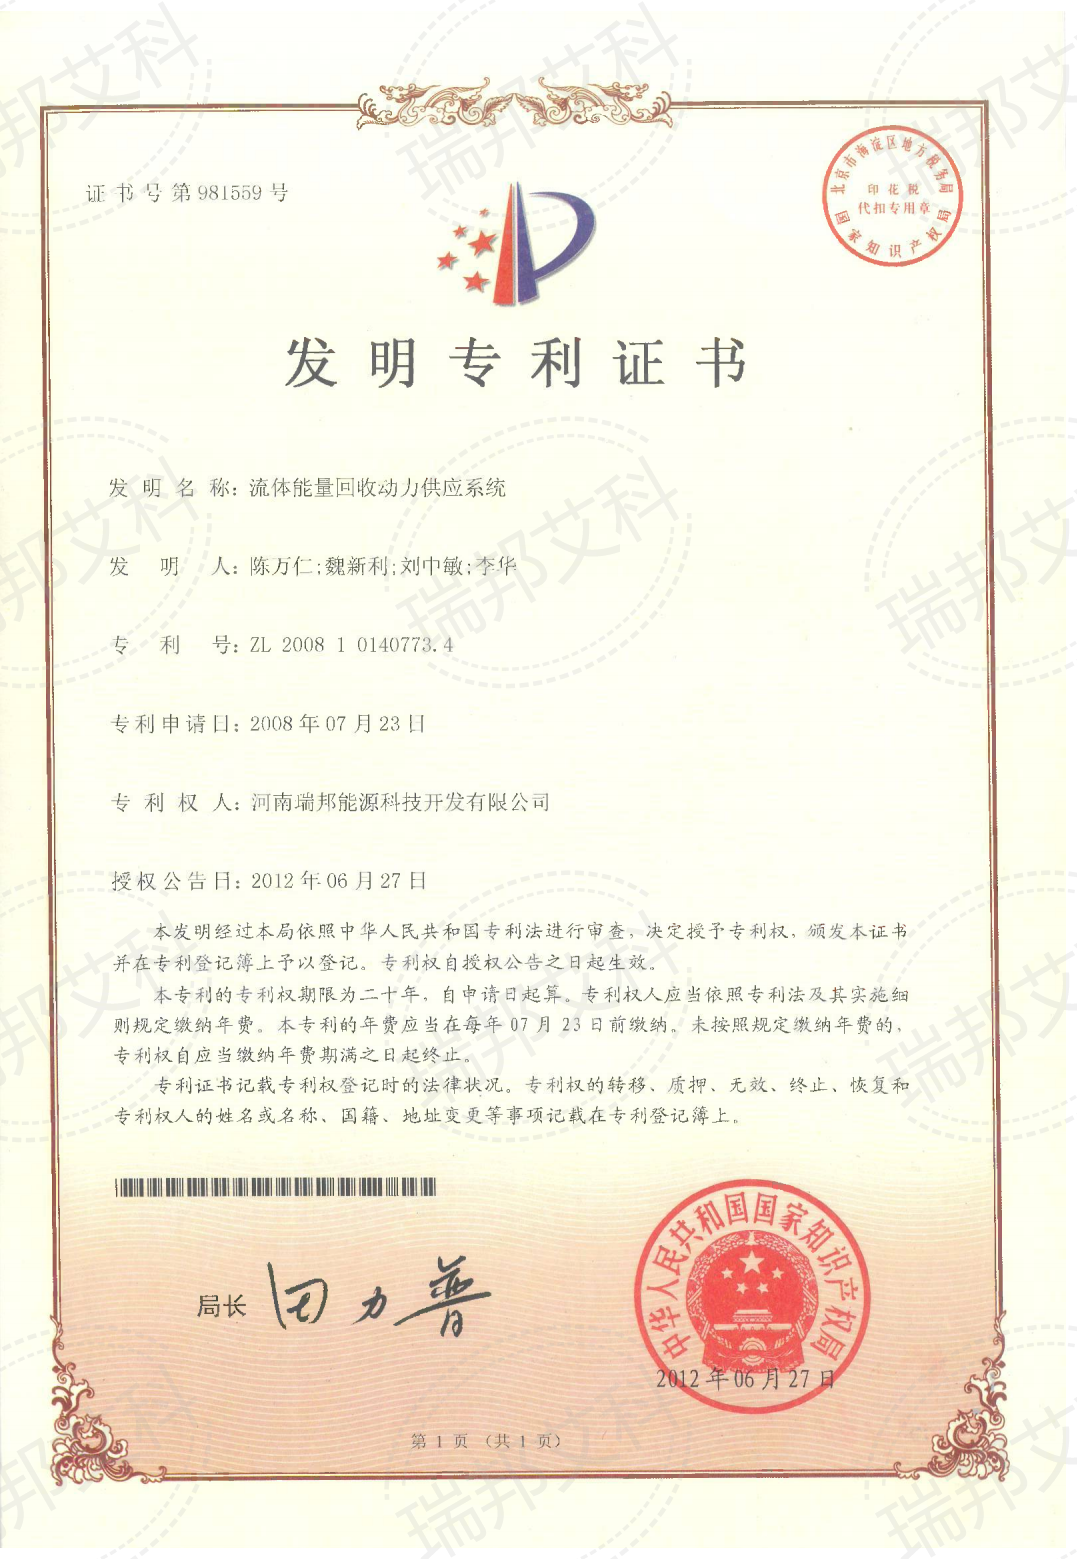 证书号第981559号
北京市海淀区地方税务局
印花税
代扣专用章
国家知识产权局
发明专利证书
发明名称：流体能量回收动力供应系统
发明人：陈万仁;魏新利;刘中敏;李华
专利号：ZL 2008 1 0140773.4
专利申请日：2008年07月23日
专利权人：河南瑞邦能源科技开发有限公司
授权公告日：2012年06月27日
本发明经过本局依照中华人民共和国专利法进行审查，决定授予专利权，颁发本证书
并在专利登记簿上予以登记。专利权自授权公告之日起生效。
本专利的专利权期限为二十年，自申请日起算。专利权人应当依照专利法及其实施细
则规定缴纳年费。本专利的年费应当在每年07月23日前缴纳。未按照规定缴纳年费的，
专利权自应当缴纳年费期满之日起终止。
专利证书记载专利权登记时的法律状况。专利权的转移、质押、无效、终止、恢复和
专利权人的姓名或名称、国籍、地址变更等事项记载在专利登记簿上。
局长 田力普
中华人民共和国国家知识产权局
2012年06月27日
第1页（共1页）
瑞邦艾科